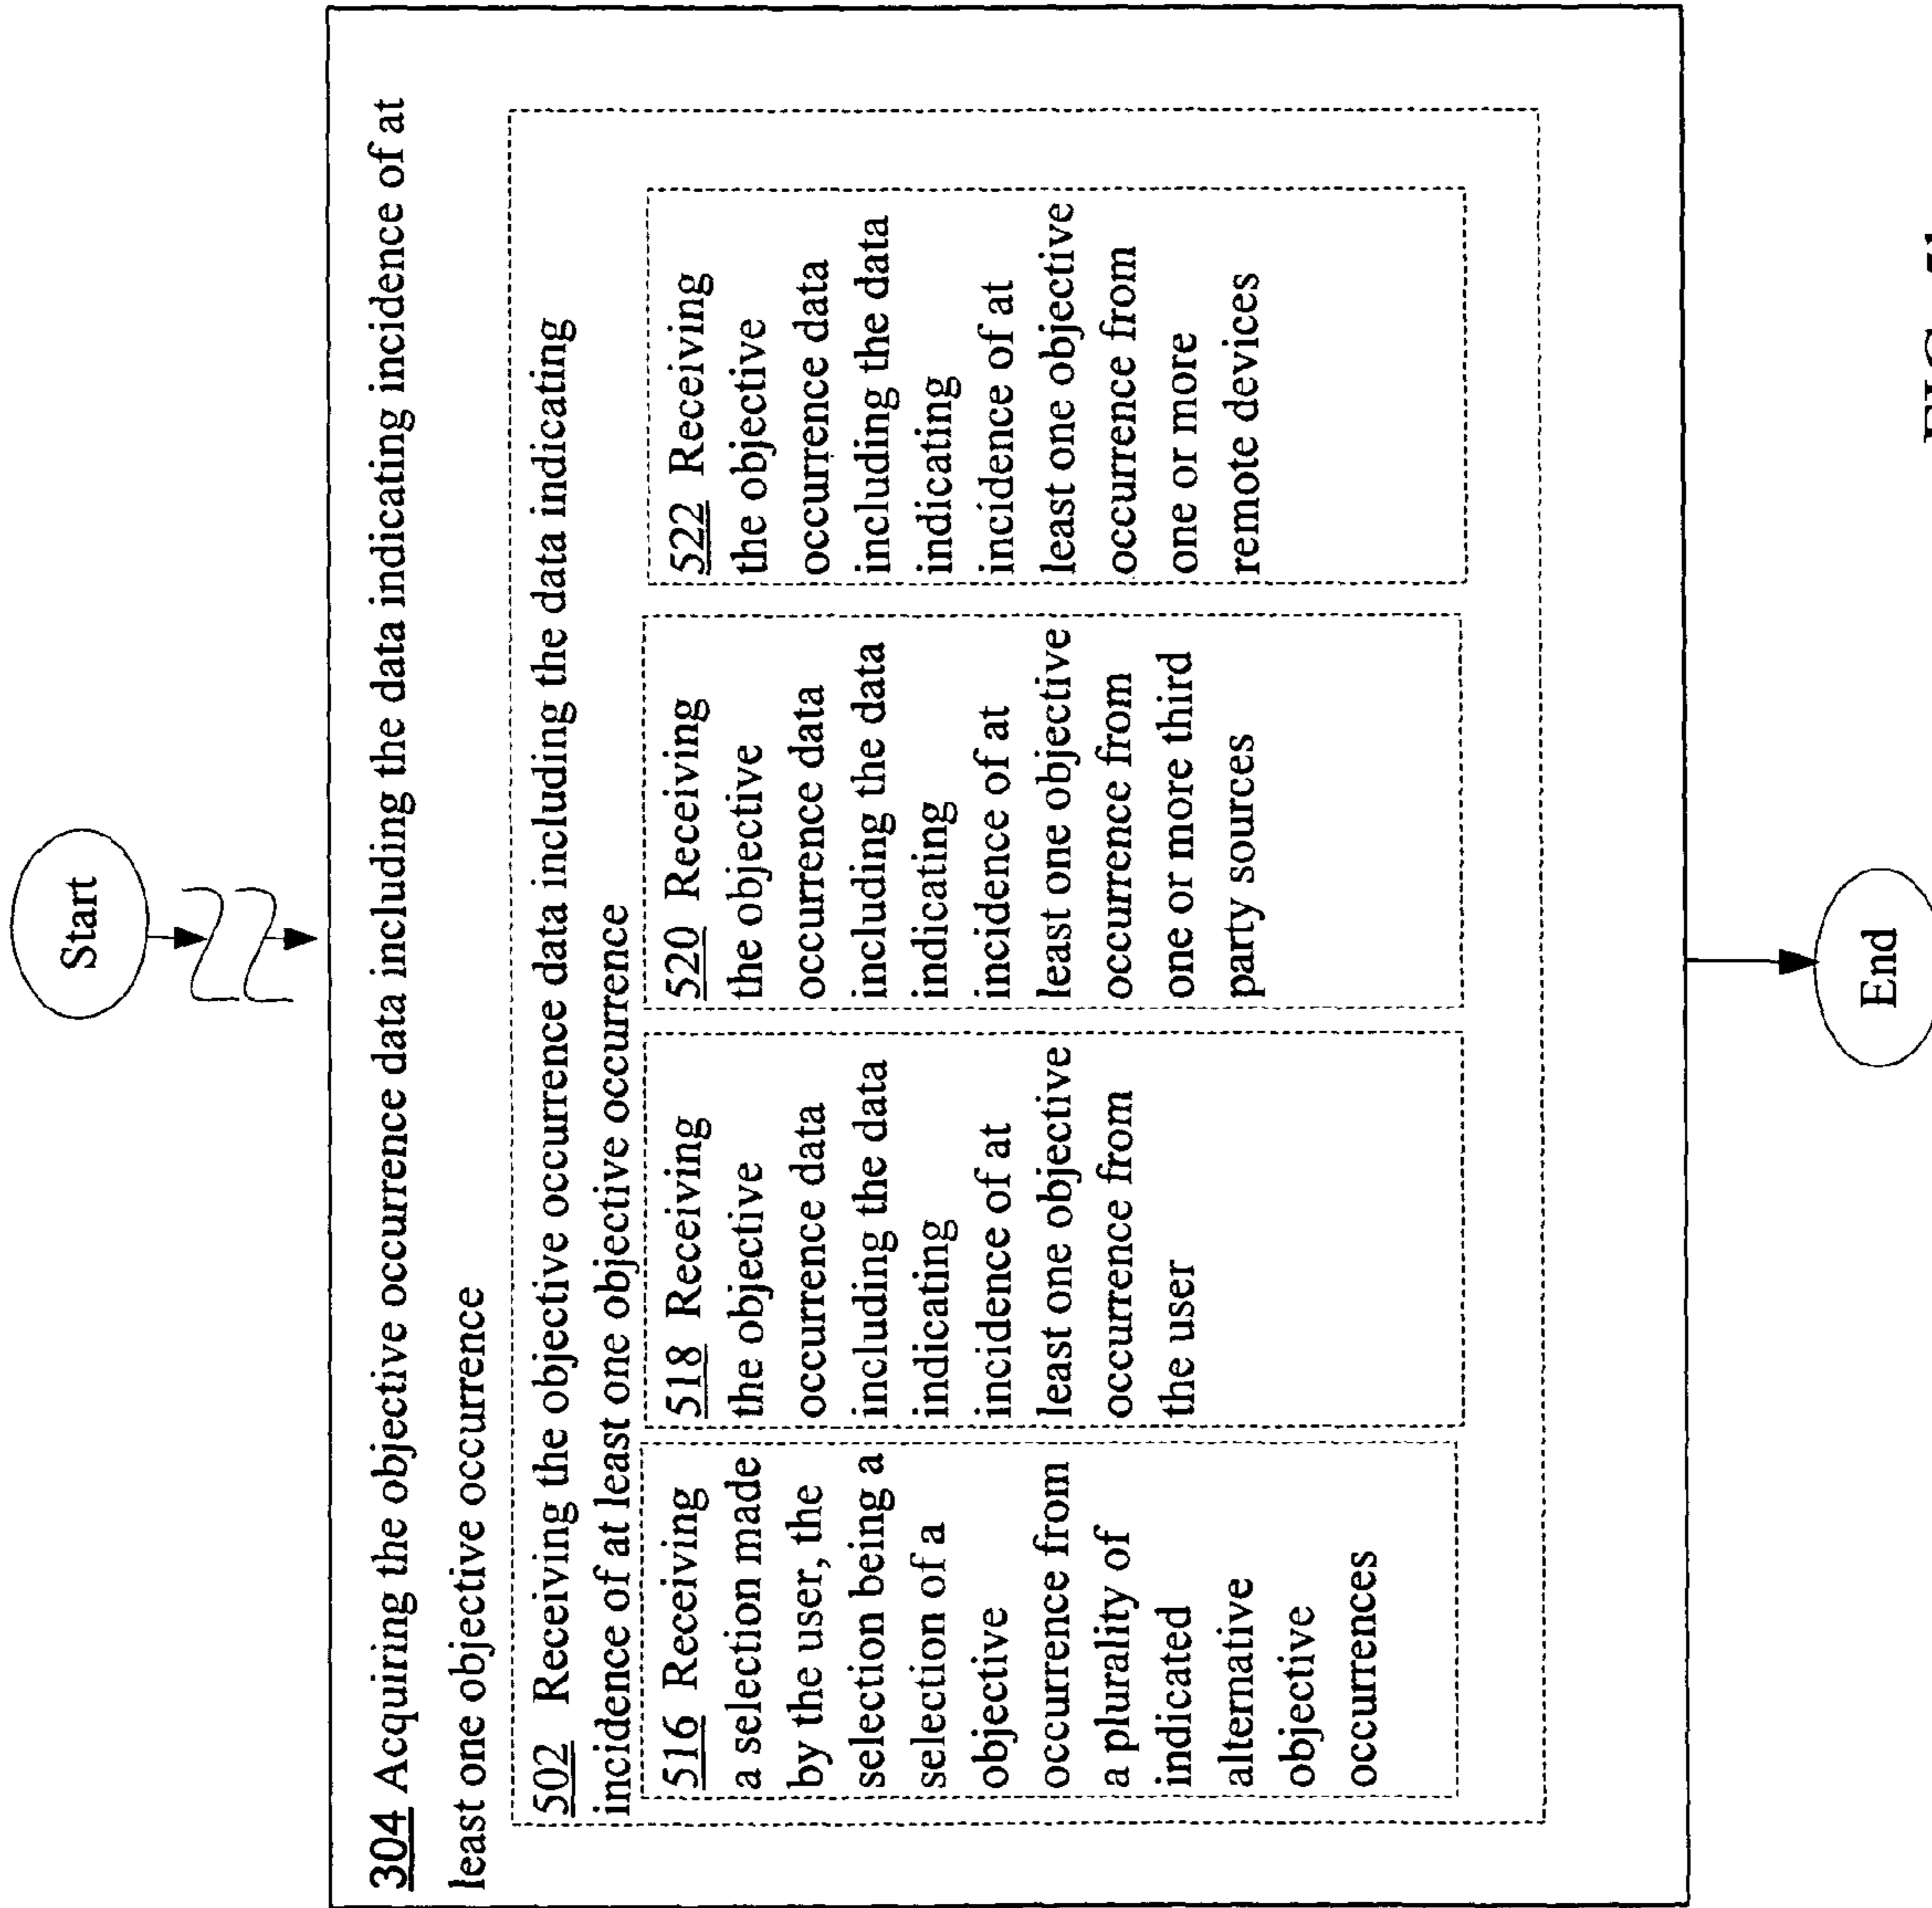 Start
304 Acquiring the objective occurrence data including the data indicating incidence of at
least one objective occurrence
502 Receiving the objective occurrence data including the data indicating
incidence of at least one objective occurrence
516 Receiving
a selection made
by the user, the
selection being a
selection of a
objective
occurrence from
a plurality of
indicated
alternative
objective
occurrences
518 Receiving
the objective
occurrence data
including the data
indicating
incidence of at
least one objective
occurrence from
the user
520 Receiving
the objective
occurrence data
including the data
indicating
incidence of at
least one objective
occurrence from
one or more third
party sources
522 Receiving
the objective
occurrence data
including the data
indicating
incidence of at
least one objective
occurrence from
one or more
remote devices
End